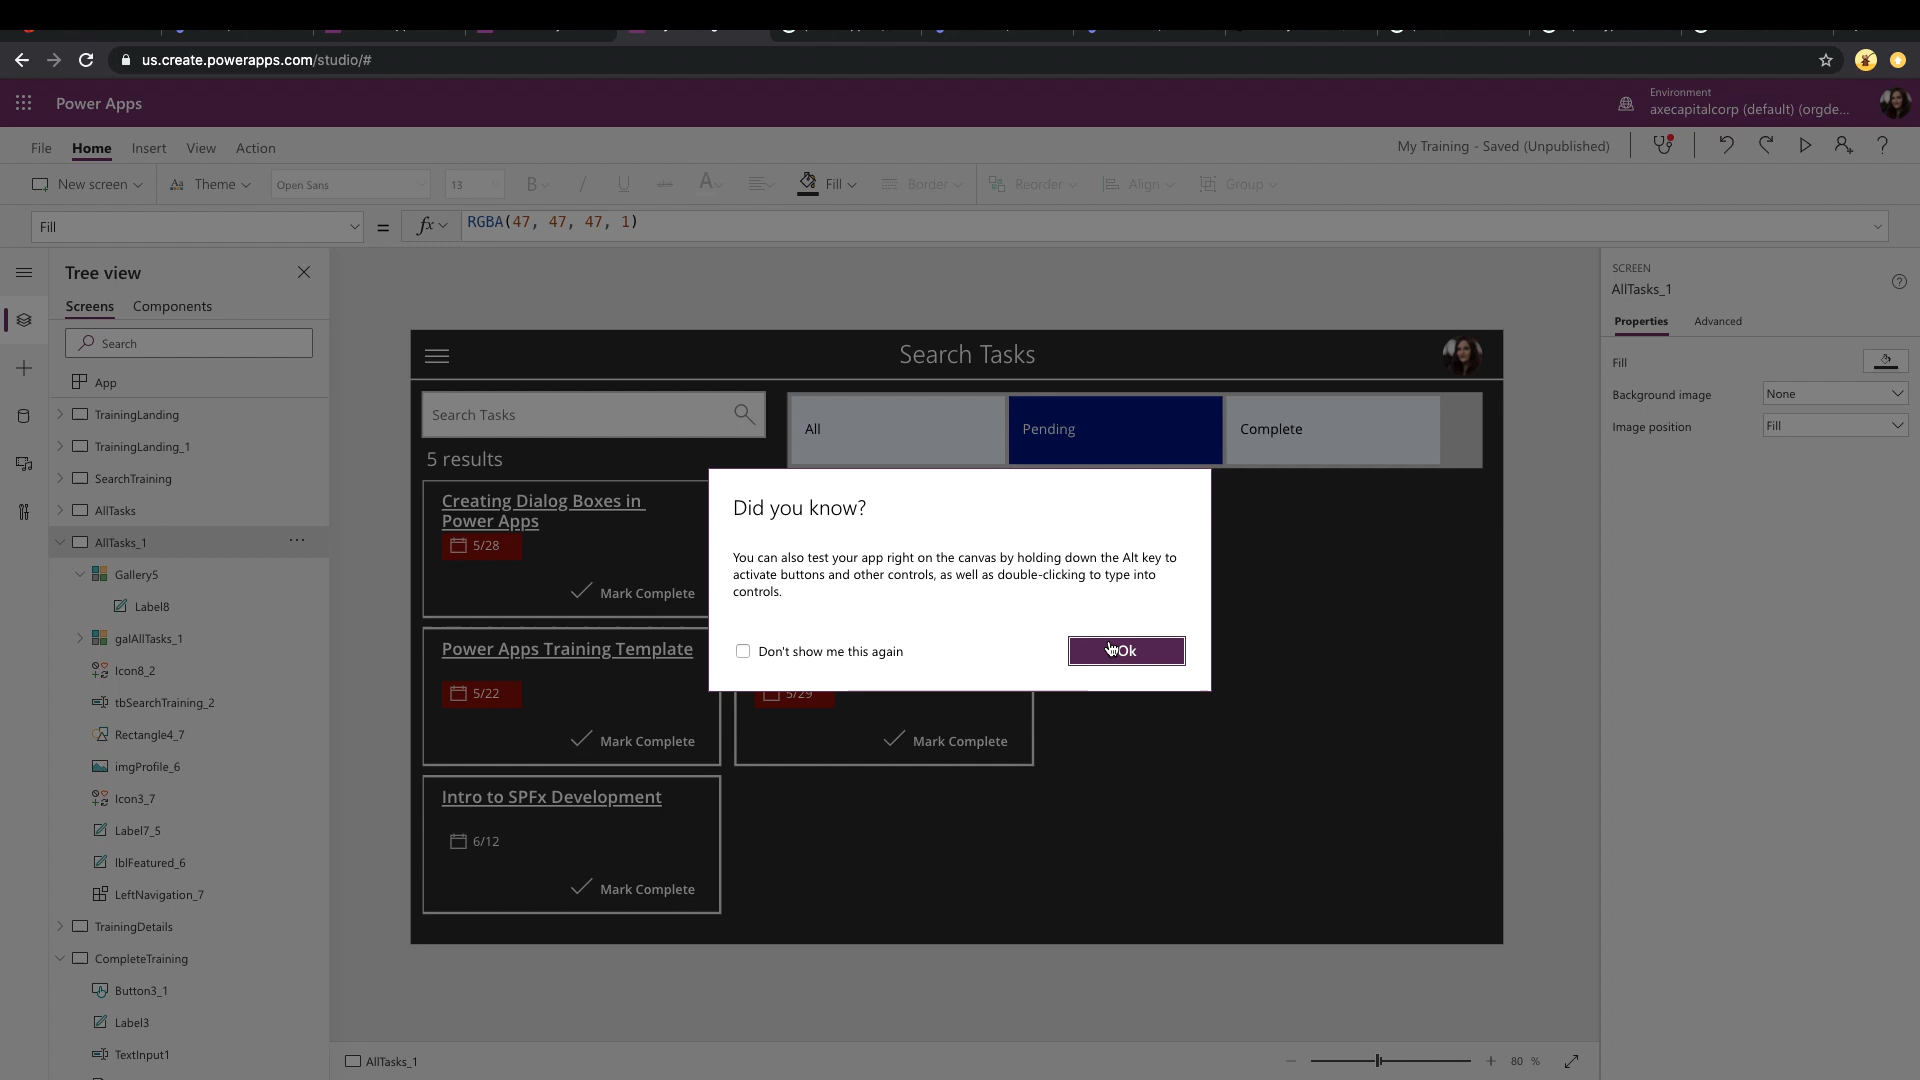 us.create.powerapps.com/studio/#
Power Apps
Environment
axecapitalcorp (default) (orgde...
File
Home
Insert
View
Action
My Training - Saved (Unpublished)
New screen
Theme
Open Sans
13
B
I
U
abc
A
Fill
Border
Reorder
Align
Group
Fill
=
fx
RGBA(47, 47, 47, 1)
Tree view
Screens
Components
Search
App
TrainingLanding
TrainingLanding_1
SearchTraining
AllTasks
AllTasks_1
...
Gallery5
Label8
galAllTasks_1
Icon8_2
tbSearchTraining_2
Rectangle4_7
imgProfile_6
Icon3_7
Label7_5
lblFeatured_6
LeftNavigation_7
TrainingDetails
CompleteTraining
Button3_1
Label3
TextInput1
Search Tasks
Search Tasks
All
Pending
Complete
5 results
Creating Dialog Boxes in
Power Apps
5/28
Mark Complete
Power Apps Training Template
5/22
Mark Complete
5/29
Mark Complete
Intro to SPFx Development
6/12
Mark Complete
Did you know?
You can also test your app right on the canvas by holding down the Alt key to
activate buttons and other controls, as well as double-clicking to type into
controls.
Don't show me this again
Ok
SCREEN
AllTasks_1
Properties
Advanced
Fill
Background image
None
Image position
Fill
AllTasks_1
80 %